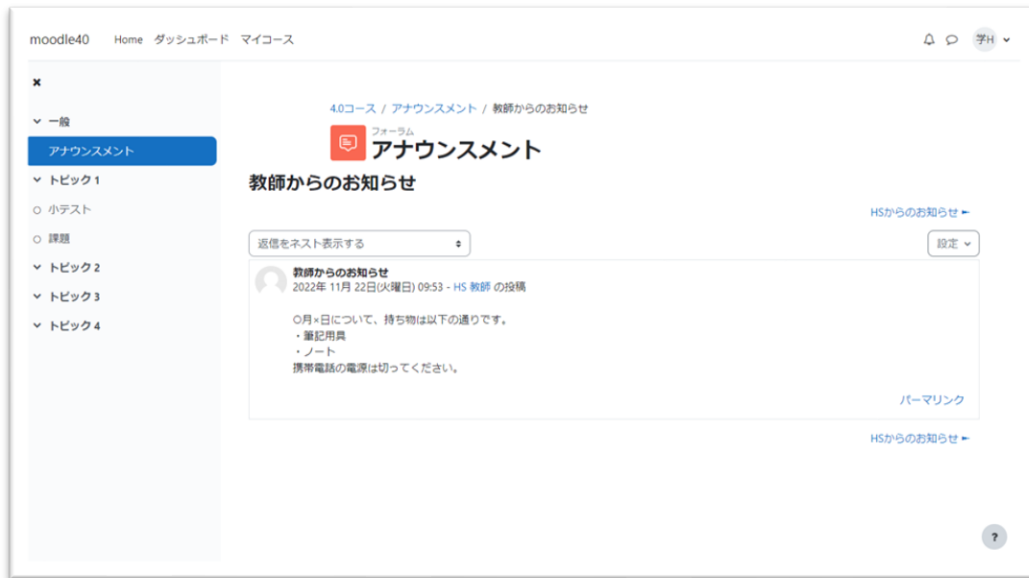 moodle40 Home ダッシュボード マイコース 学H
一般
アナウンスメント
トピック 1
小テスト
課題
トピック 2
トピック 3
トピック 4
4.0コース / アナウンスメント / 教師からのお知らせ
フォーラム
アナウンスメント
教師からのお知らせ
HSからのお知らせ ►
返信をネスト表示する
設定
教師からのお知らせ
2022年 11月 22日(火曜日) 09:53 - HS 教師 の投稿
〇月×日について、持ち物は以下の通りです。
・筆記用具
・ノート
携帯電話の電源は切ってください。
パーマリンク
HSからのお知らせ ►
?